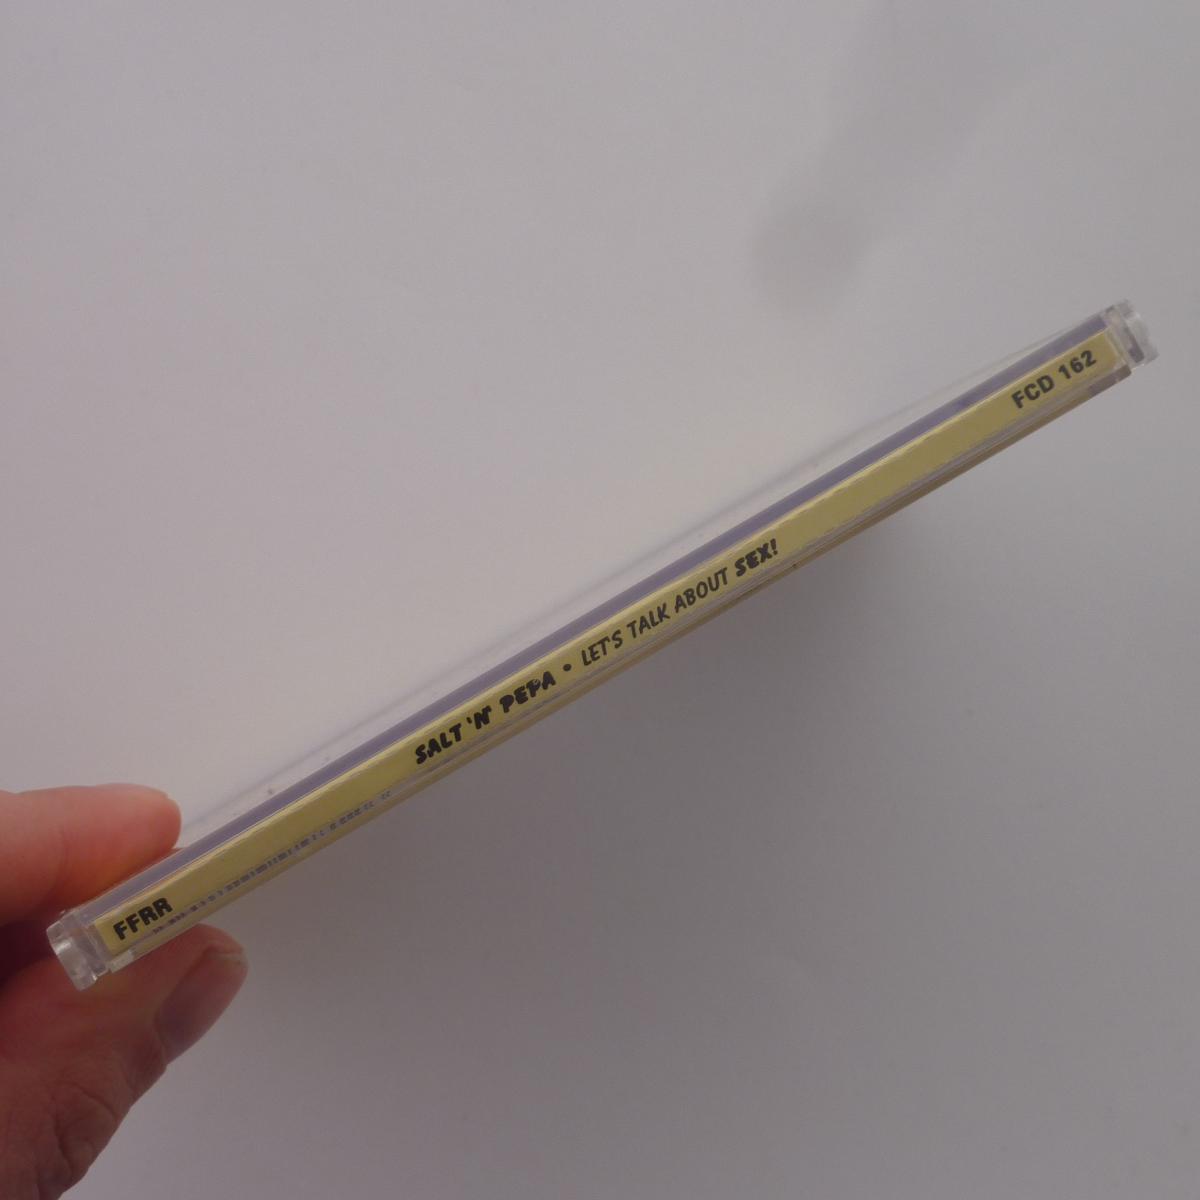 FFRR SALT 'N' PEPA • LET'S TALK ABOUT SEX! FCD 162